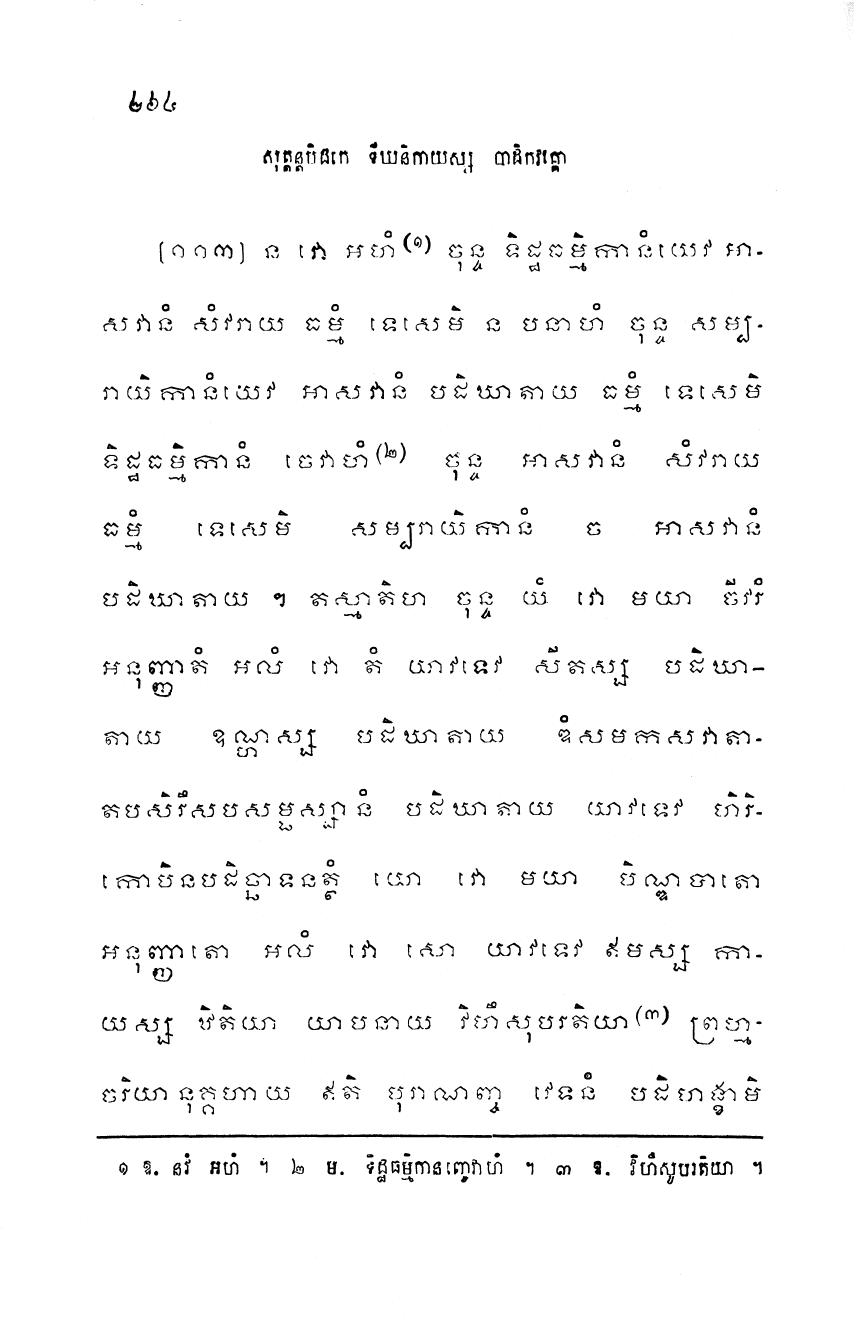 ២៦៤
សុត្តន្តបិដកេ ទីឃនិកាយស្ស បាដិកវគ្គោ
[១១៣] ន វោ អហំ(១) ចុន្ទ ទិដ្ឋធម្មិកានំយេវ អា-
សវានំ សំវរាយ ធម្មំ ទេសេមិ ន បនាហំ ចុន្ទ សម្ប-
រាយិកានំយេវ អាសវានំ បដិឃាតាយ ធម្មំ ទេសេមិ
ទិដ្ឋធម្មិកានំ ចេវាហំ(២) ចុន្ទ អាសវានំ សំវរាយ
ធម្មំ ទេសេមិ សម្បរាយិកានំ ច អាសវានំ
បដិឃាតាយ ។ តស្មាតិហ ចុន្ទ យំ វោ មយា ចីវរំ
អនុញ្ញាតំ អលំ វោ តំ យាវទេវ សីតស្ស បដិឃា-
តាយ ឧណ្ហស្ស បដិឃាតាយ ឌំសមកសវាតា-
តបសិរឹសបសម្ផស្សានំ បដិឃាតាយ យាវទេវ ហិរិ-
កោបិនបដិច្ឆាទនត្ថំ យោ វោ មយា បិណ្ឌបាតោ
អនុញ្ញាតោ អលំ វោ សោ យាវទេវ ឥមស្ស កា-
យស្ស ឋិតិយា យាបនាយ វិហឹសុបរតិយា(៣) ព្រហ្ម-
ចរិយានុគ្គហាយ ឥតិ បុរាណញ្ច វេទនំ បដិហង្ខាមិ
១ ឱ. នវំ អហំ ។ ២ ម. ទិដ្ឋធម្មិកានញ្ចេវាហំ ។ ៣ ឱ. វិហឹសូបរតិយា ។